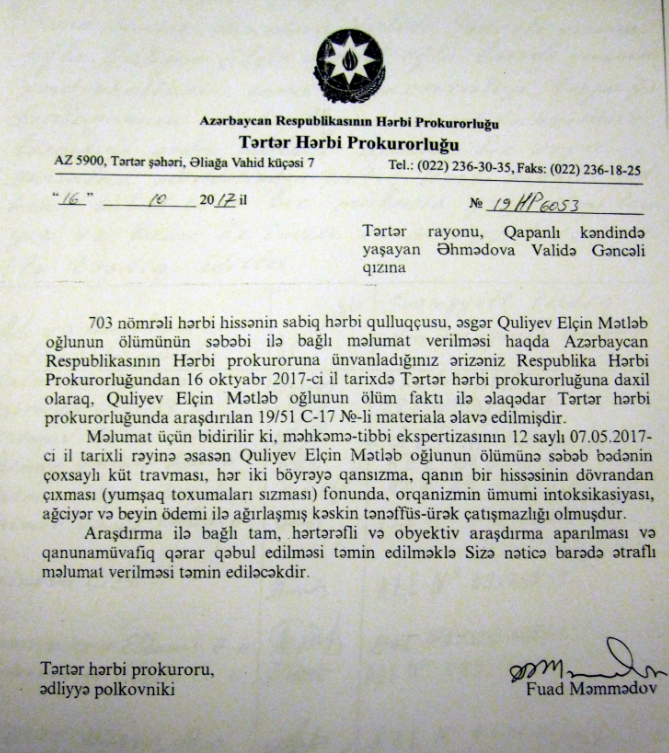 Azərbaycan Respublikasının Hərbi Prokurorluğu
Tərtər Hərbi Prokurorluğu
AZ 5900, Tərtər şəhəri, Əliağa Vahid küçəsi 7 Tel.: (022) 236-30-35, Faks: (022) 236-18-25
"16" 10 2017 il № 19HP6053
Tərtər rayonu, Qapanlı kəndində
yaşayan Əhmədova Validə Gəncəli
qızına
703 nömrəli hərbi hissənin sabiq hərbi qulluqçusu, əsgər Quliyev Elçin Mətləb
oğlunun ölümünün səbəbi ilə bağlı məlumat verilməsi haqda Azərbaycan
Respublikasının Hərbi prokuroruna ünvanladığınız ərizəniz Respublika Hərbi
Prokurorluğundan 16 oktyabr 2017-ci il tarixdə Tərtər hərbi prokurorluğuna daxil
olaraq, Quliyev Elçin Mətləb oğlunun ölüm faktı ilə əlaqədar Tərtər hərbi
prokurorluğunda araşdırılan 19/51 C-17 №-li materiala əlavə edilmişdir.
Məlumat üçün bidirilir ki, məhkəmə-tibbi ekspertizasının 12 saylı 07.05.2017-
ci il tarixli rəyinə əsasən Quliyev Elçin Mətləb oğlunun ölümünə səbəb bədənin
çoxsaylı küt travması, hər iki böyrəyə qansızma, qanın bir hissəsinin dövrandan
çıxması (yumşaq toxumaları sızması) fonunda, orqanizmin ümumi intoksikasiyası,
ağciyər və beyin ödemi ilə ağırlaşmış kəskin tənəffüs-ürək çatışmazlığı olmuşdur.
Araşdırma ilə bağlı tam, hərtərəfli və obyektiv araşdırma aparılması və
qanunamüvafiq qərar qəbul edilməsi təmin edilməklə Sizə nəticə barədə ətraflı
məlumat verilməsi təmin ediləcəkdir.
Tərtər hərbi prokuroru,
ədliyyə polkovniki Fuad Məmmədov